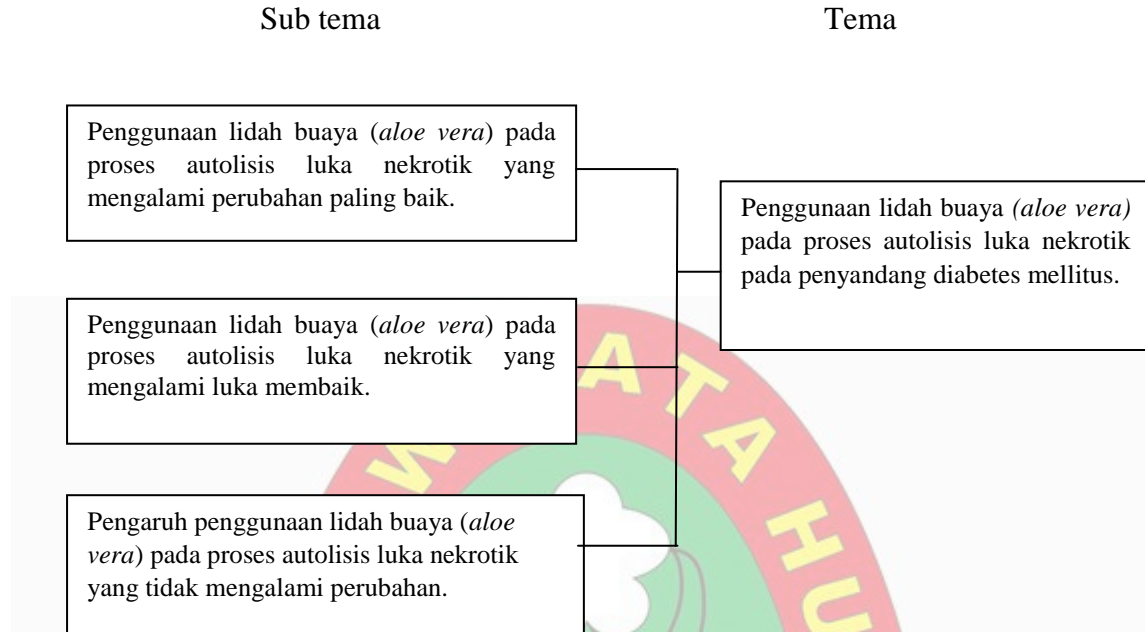 Sub tema
Tema
Penggunaan lidah buaya (aloe vera) pada
proses autolisis luka nekrotik yang
mengalami perubahan paling baik.
Penggunaan lidah buaya (aloe vera)
pada proses autolisis luka nekrotik
pada penyandang diabetes mellitus.
Penggunaan lidah buaya (aloe vera) pada
proses autolisis luka nekrotik yang
mengalami luka membaik.
Pengaruh penggunaan lidah buaya (aloe
vera) pada proses autolisis luka nekrotik
yang tidak mengalami perubahan.